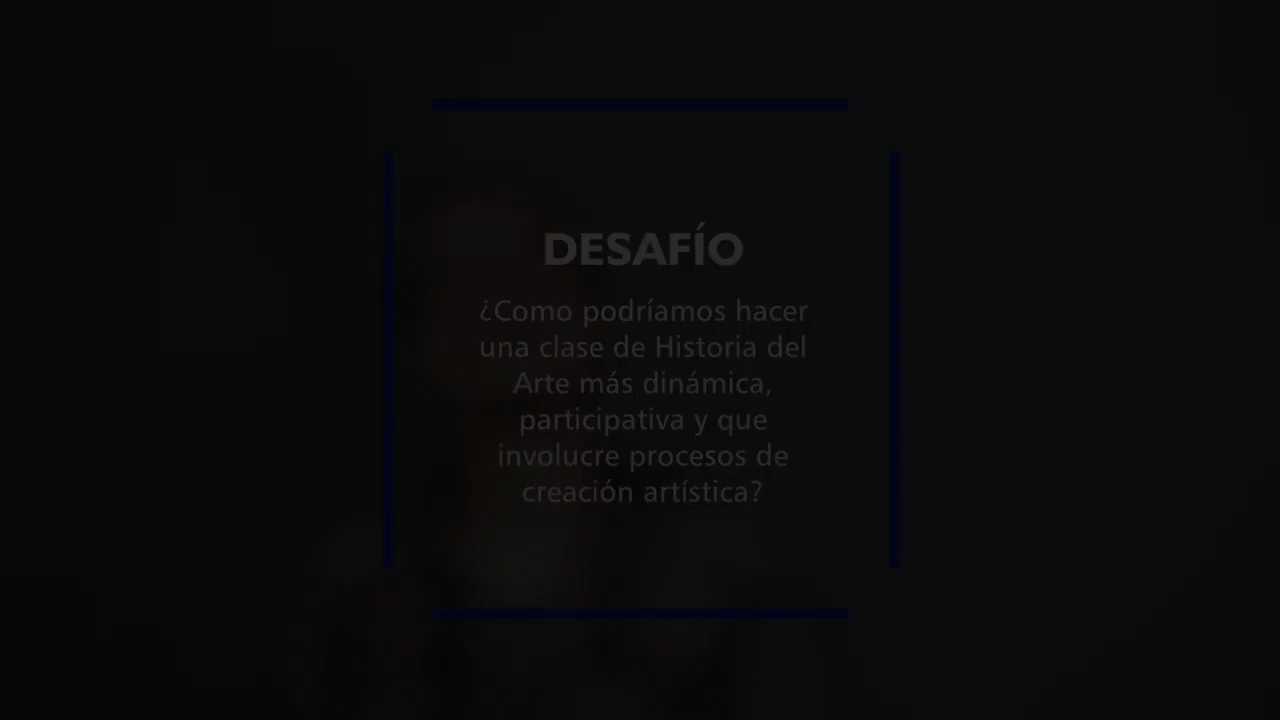 DESAFÍO
¿Como podríamos hacer
una clase de Historia del
Arte más dinámica,
participativa y que
involucre procesos de
creación artística?